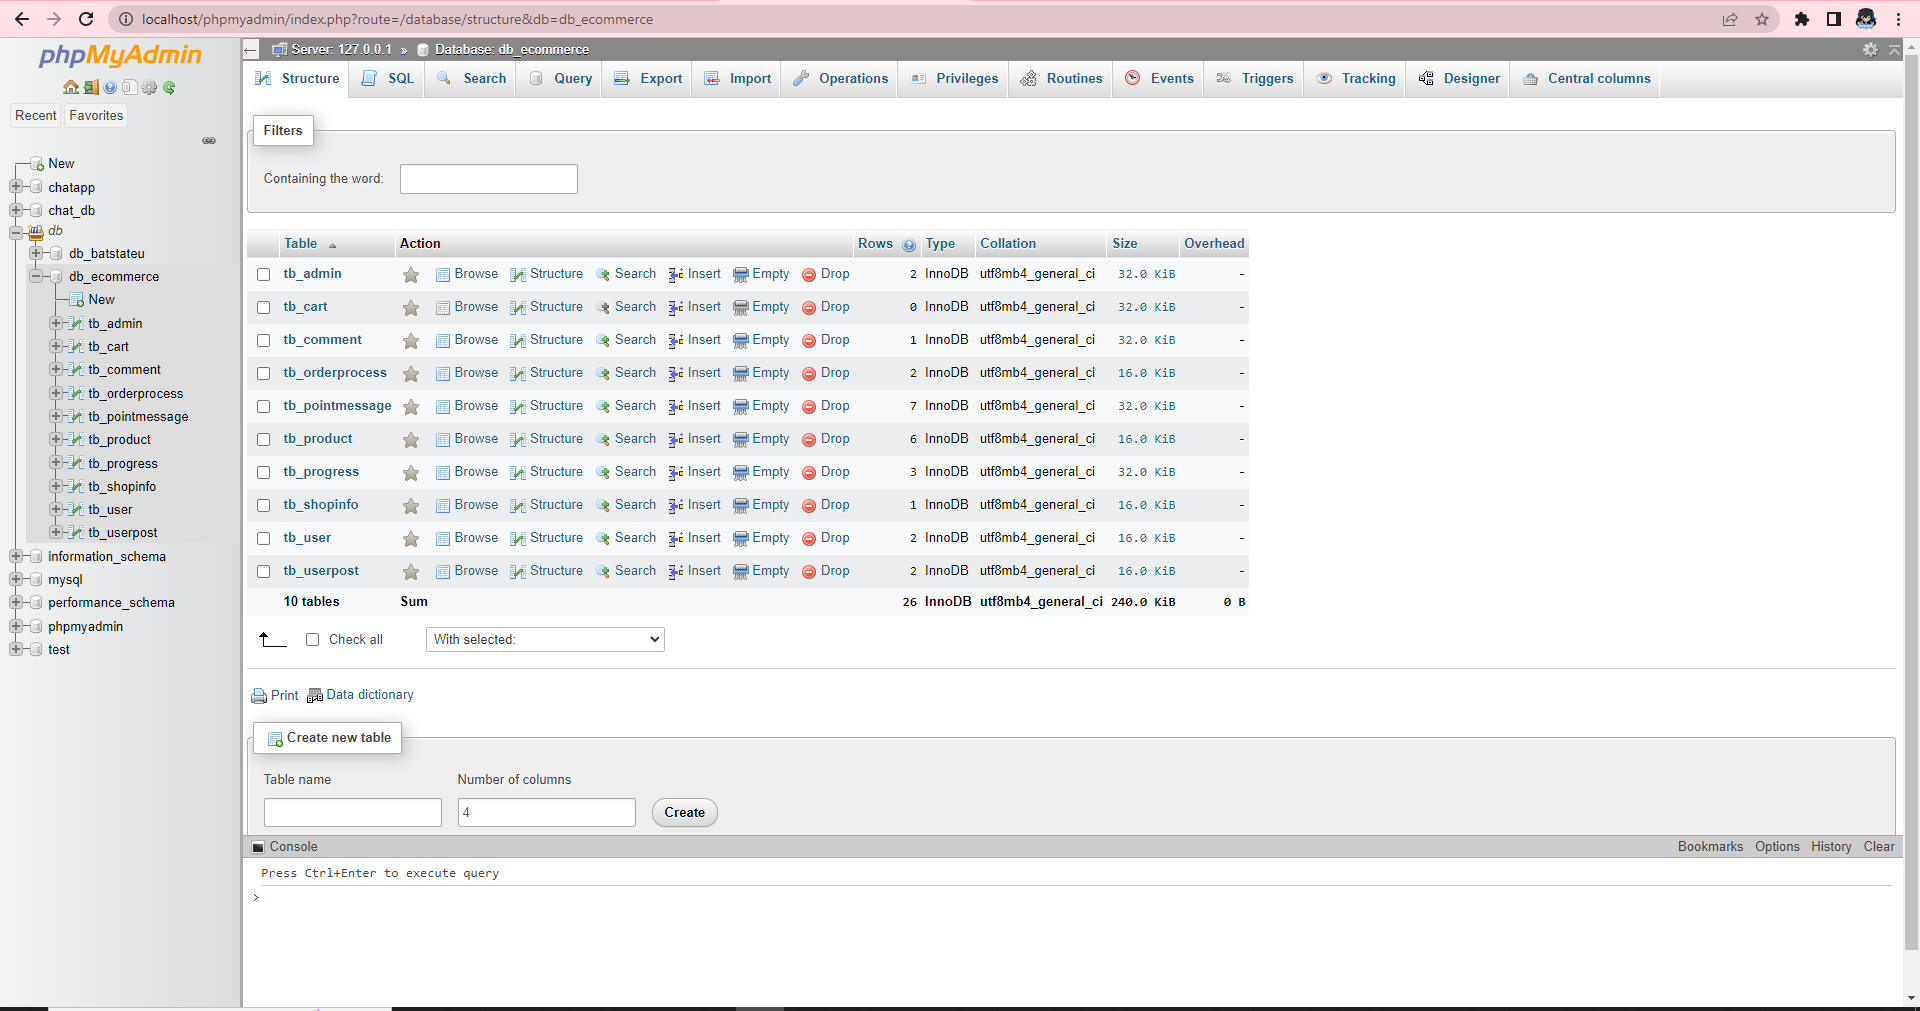 localhost/phpmyadmin/index.php?route=/database/structure&db=db_ecommerce
phpMyAdmin
Recent Favorites
New
chatapp
chat_db
db
db_batstateu
db_ecommerce
New
tb_admin
tb_cart
tb_comment
tb_orderprocess
tb_pointmessage
tb_product
tb_progress
tb_shopinfo
tb_user
tb_userpost
information_schema
mysql
performance_schema
phpmyadmin
test
Server: 127.0.0.1 » Database: db_ecommerce
Structure SQL Search Query Export Import Operations Privileges Routines Events Triggers Tracking Designer Central columns
Filters
Containing the word:
Table Action Rows Type Collation Size Overhead
tb_admin Browse Structure Search Insert Empty Drop 2 InnoDB utf8mb4_general_ci 32.0 KiB -
tb_cart Browse Structure Search Insert Empty Drop 0 InnoDB utf8mb4_general_ci 32.0 KiB -
tb_comment Browse Structure Search Insert Empty Drop 1 InnoDB utf8mb4_general_ci 32.0 KiB -
tb_orderprocess Browse Structure Search Insert Empty Drop 2 InnoDB utf8mb4_general_ci 16.0 KiB -
tb_pointmessage Browse Structure Search Insert Empty Drop 7 InnoDB utf8mb4_general_ci 32.0 KiB -
tb_product Browse Structure Search Insert Empty Drop 6 InnoDB utf8mb4_general_ci 16.0 KiB -
tb_progress Browse Structure Search Insert Empty Drop 3 InnoDB utf8mb4_general_ci 32.0 KiB -
tb_shopinfo Browse Structure Search Insert Empty Drop 1 InnoDB utf8mb4_general_ci 16.0 KiB -
tb_user Browse Structure Search Insert Empty Drop 2 InnoDB utf8mb4_general_ci 16.0 KiB -
tb_userpost Browse Structure Search Insert Empty Drop 2 InnoDB utf8mb4_general_ci 16.0 KiB -
10 tables Sum 26 InnoDB utf8mb4_general_ci 240.0 KiB 0 B
Check all With selected:
Print Data dictionary
Create new table
Table name Number of columns
4 Create
Console Bookmarks Options History Clear
Press Ctrl+Enter to execute query
>